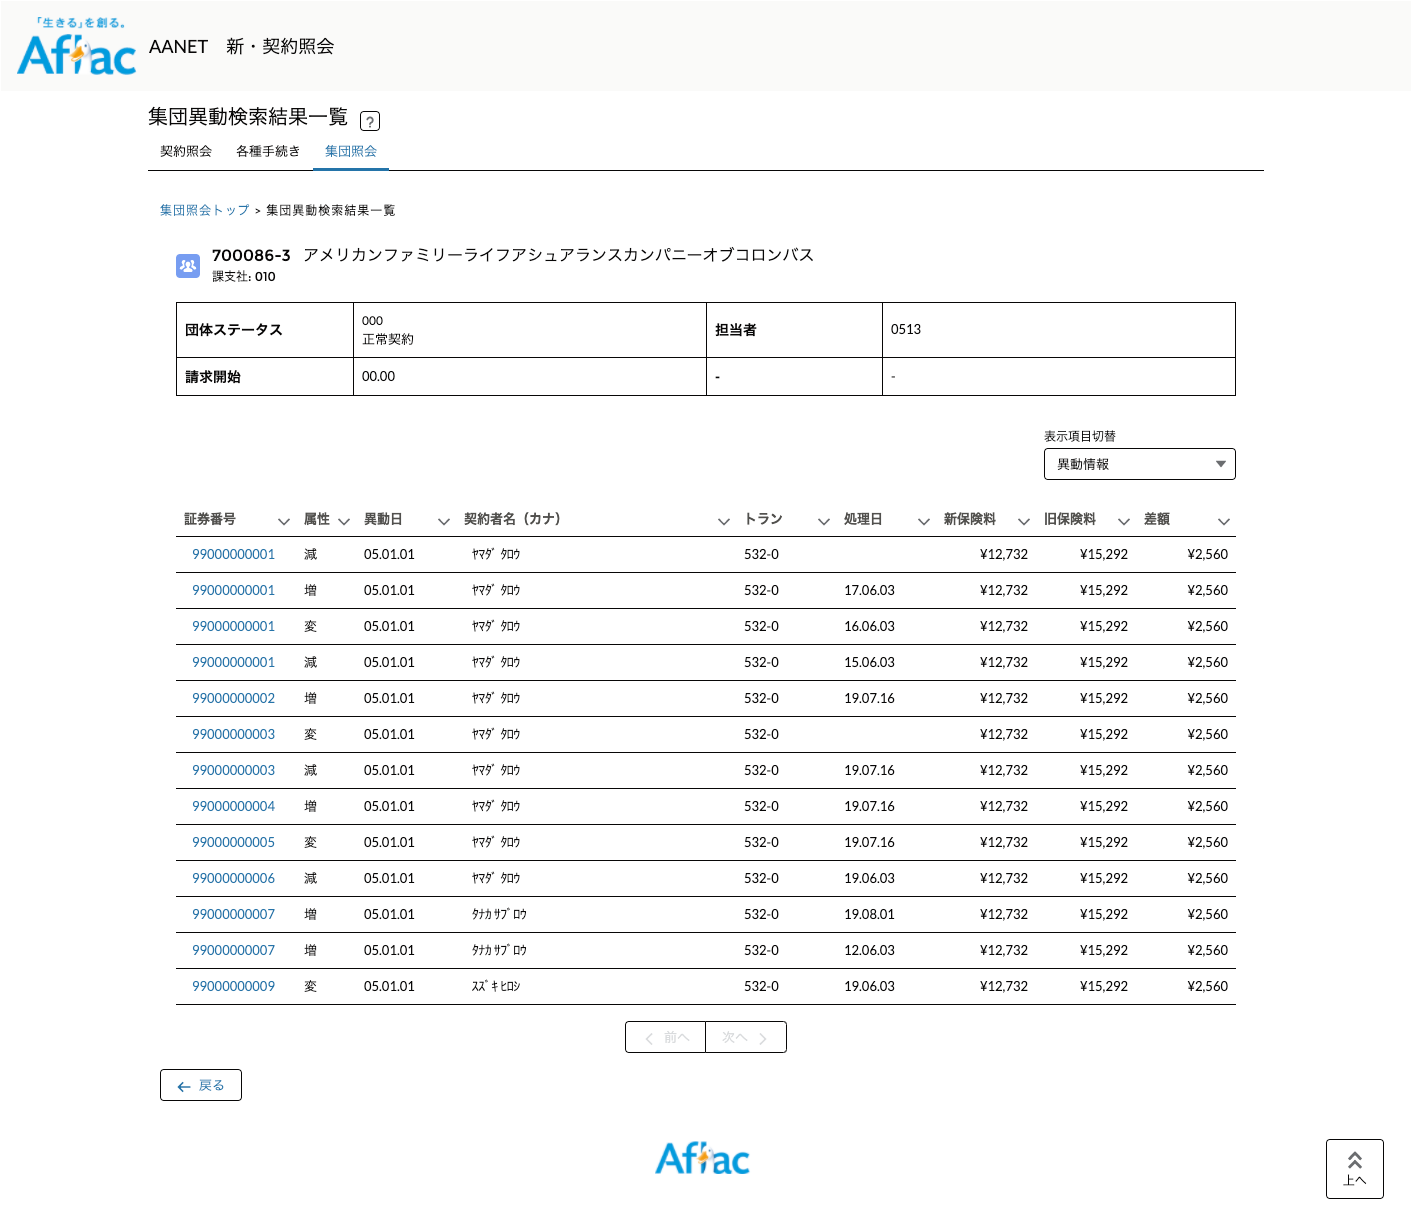 「生きる」を創る。
Aflac AANET 新・契約照会
集団異動検索結果一覧 ?
契約照会 各種手続き 集団照会
集団照会トップ > 集団異動検索結果一覧
700086-3 アメリカンファミリーライフアシュアランスカンパニーオブコロンバス
課支社: 010
団体ステータス 000 正常契約 担当者 0513
請求開始 00.00 - -
表示項目切替
異動情報
証券番号 属性 異動日 契約者名（カナ） トラン 処理日 新保険料 旧保険料 差額
99000000001 減 05.01.01 ﾔﾏﾀﾞ ﾀﾛｳ 532-0 ¥12,732 ¥15,292 ¥2,560
99000000001 増 05.01.01 ﾔﾏﾀﾞ ﾀﾛｳ 532-0 17.06.03 ¥12,732 ¥15,292 ¥2,560
99000000001 変 05.01.01 ﾔﾏﾀﾞ ﾀﾛｳ 532-0 16.06.03 ¥12,732 ¥15,292 ¥2,560
99000000001 減 05.01.01 ﾔﾏﾀﾞ ﾀﾛｳ 532-0 15.06.03 ¥12,732 ¥15,292 ¥2,560
99000000002 増 05.01.01 ﾔﾏﾀﾞ ﾀﾛｳ 532-0 19.07.16 ¥12,732 ¥15,292 ¥2,560
99000000003 変 05.01.01 ﾔﾏﾀﾞ ﾀﾛｳ 532-0 ¥12,732 ¥15,292 ¥2,560
99000000003 減 05.01.01 ﾔﾏﾀﾞ ﾀﾛｳ 532-0 19.07.16 ¥12,732 ¥15,292 ¥2,560
99000000004 増 05.01.01 ﾔﾏﾀﾞ ﾀﾛｳ 532-0 19.07.16 ¥12,732 ¥15,292 ¥2,560
99000000005 変 05.01.01 ﾔﾏﾀﾞ ﾀﾛｳ 532-0 19.07.16 ¥12,732 ¥15,292 ¥2,560
99000000006 減 05.01.01 ﾔﾏﾀﾞ ﾀﾛｳ 532-0 19.06.03 ¥12,732 ¥15,292 ¥2,560
99000000007 増 05.01.01 ﾀﾅｶ ｻﾌﾞﾛｳ 532-0 19.08.01 ¥12,732 ¥15,292 ¥2,560
99000000007 増 05.01.01 ﾀﾅｶ ｻﾌﾞﾛｳ 532-0 12.06.03 ¥12,732 ¥15,292 ¥2,560
99000000009 変 05.01.01 ｽｽﾞｷ ﾋﾛｼ 532-0 19.06.03 ¥12,732 ¥15,292 ¥2,560
前へ 次へ
戻る
Aflac
上へ